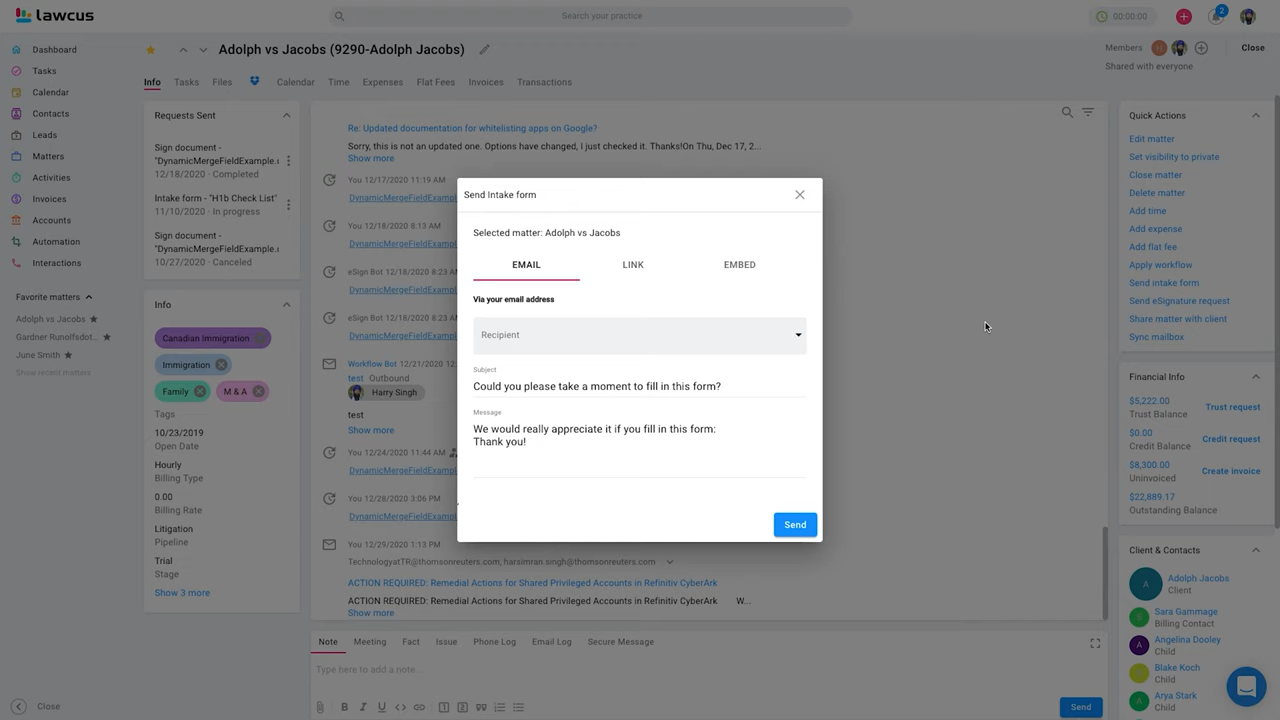 lawcus
Search your practice
00:00:00
2
Dashboard
Tasks
Calendar
Contacts
Leads
Matters
Activities
Invoices
Accounts
Automation
Interactions
Favorite matters
Adolph vs Jacobs
Gardner Runolfsdot...
June Smith
Show recent matters
Close
Adolph vs Jacobs (9290-Adolph Jacobs)
Members
H
Close
Shared with everyone
Info
Tasks
Files
Calendar
Time
Expenses
Flat Fees
Invoices
Transactions
Requests Sent
Sign document -
"DynamicMergeFieldExample.
12/18/2020 · Completed
Intake form - "H1b Check List"
11/10/2020 · In progress
Sign document -
"DynamicMergeFieldExample.
10/27/2020 · Canceled
Info
Canadian Immigration
Immigration
Family
M & A
Tags
10/23/2019
Open Date
Hourly
Billing Type
0.00
Billing Rate
Litigation
Pipeline
Trial
Stage
Show 3 more
Re: Updated documentation for whitelisting apps on Google?
Sorry, this is not an updated one. Options have changed, I just checked it. Thanks!On Thu, Dec 17, 2...
Show more
You 12/17/2020 11:19 AM
DynamicMergeFieldExamp
You 12/18/2020 8:13 AM
DynamicMergeFieldExamp
eSign Bot 12/18/2020 8:23 A
DynamicMergeFieldExamp
eSign Bot 12/18/2020 8:23 A
DynamicMergeFieldExamp
Workflow Bot 12/21/2020 12
test Outbound
Harry Singh
test
Show more
You 12/24/2020 11:44 AM
DynamicMergeFieldExamp
You 12/28/2020 3:06 PM
DynamicMergeFieldExamp
You 12/29/2020 1:13 PM
TechnologyatTR@thomsonreuters.com, harsimran.singh@thomsonreuters.com
ACTION REQUIRED: Remedial Actions for Shared Privileged Accounts in Refinitiv CyberArk
ACTION REQUIRED: Remedial Actions for Shared Privileged Accounts in Refinitiv CyberArk W...
Show more
Note
Meeting
Fact
Issue
Phone Log
Email Log
Secure Message
Type here to add a note...
B
I
U
Send
Send Intake form
Selected matter: Adolph vs Jacobs
EMAIL
LINK
EMBED
Via your email address
Recipient
Subject
Could you please take a moment to fill in this form?
Message
We would really appreciate it if you fill in this form:
Thank you!
Send
Quick Actions
Edit matter
Set visibility to private
Close matter
Delete matter
Add time
Add expense
Add flat fee
Apply workflow
Send intake form
Send eSignature request
Share matter with client
Sync mailbox
Financial Info
$5,222.00
Trust Balance
Trust request
$0.00
Credit Balance
Credit request
$8,300.00
Uninvoiced
Create invoice
$22,889.17
Outstanding Balance
Client & Contacts
A
Adolph Jacobs
Client
S
Sara Gammage
Billing Contact
A
Angelina Dooley
Child
B
Blake Koch
Child
A
Arya Stark
Child